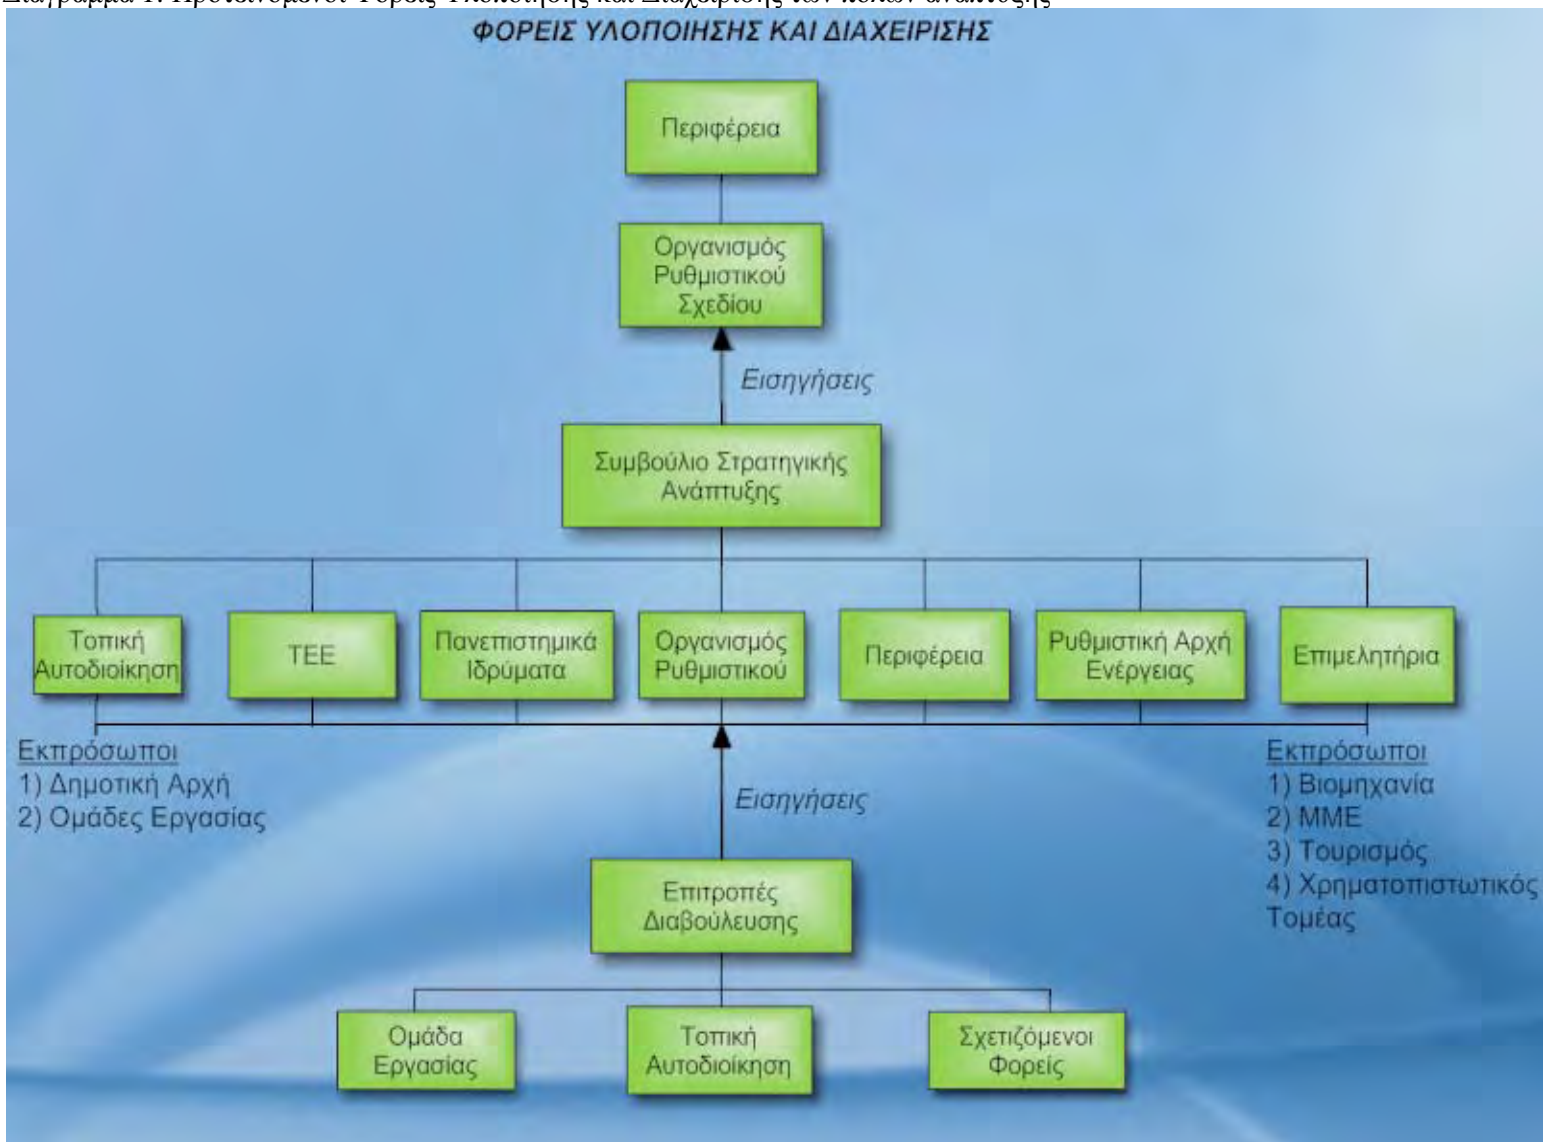 ΦΟΡΕΙΣ ΥΛΟΠΟΙΗΣΗΣ ΚΑΙ ΔΙΑΧΕΙΡΙΣΗΣ
Περιφέρεια
Οργανισμός
Ρυθμιστικού
Σχεδίου
Εισηγήσεις
Συμβούλιο Στρατηγικής
Ανάπτυξης
Τοπική
Αυτοδιοίκηση
ΤΕΕ
Πανεπιστημικά
Ιδρύματα
Οργανισμός
Ρυθμιστικού
Περιφέρεια
Ρυθμιστική Αρχή
Ενέργειας
Επιμελητήρια
Εκπρόσωποι
1) Δημοτική Αρχή
2) Ομάδες Εργασίας
Εισηγήσεις
Εκπρόσωποι
1) Βιομηχανία
2) ΜΜΕ
3) Τουρισμός
4) Χρηματοπιστωτικός
Τομέας
Επιτροπές
Διαβούλευσης
Ομάδα
Εργασίας
Τοπική
Αυτοδιοίκηση
Σχετιζόμενοι
Φορείς